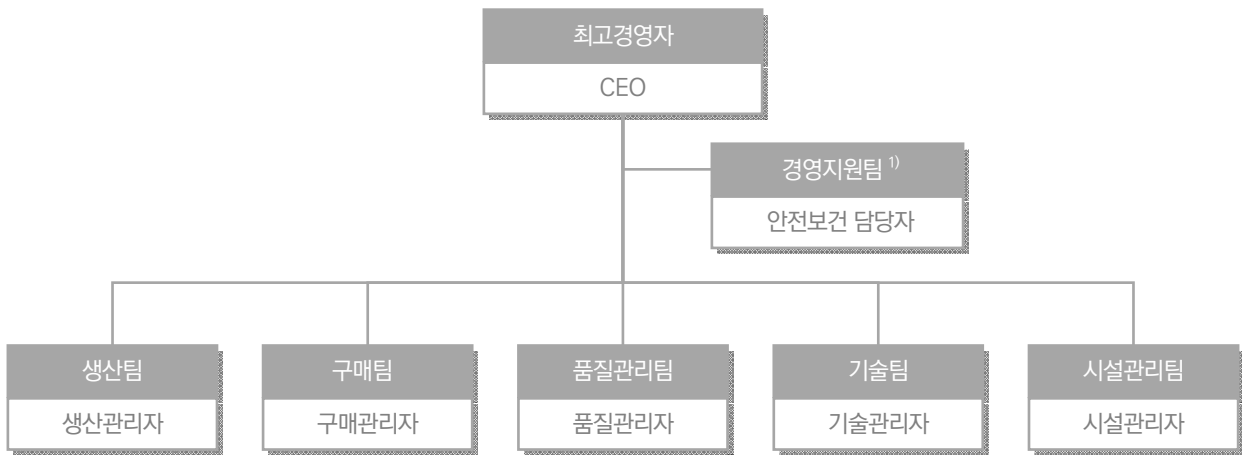 최고경영자
CEO
경영지원팀 1)
안전보건 담당자
생산팀
생산관리자
구매팀
구매관리자
품질관리팀
품질관리자
기술팀
기술관리자
시설관리팀
시설관리자